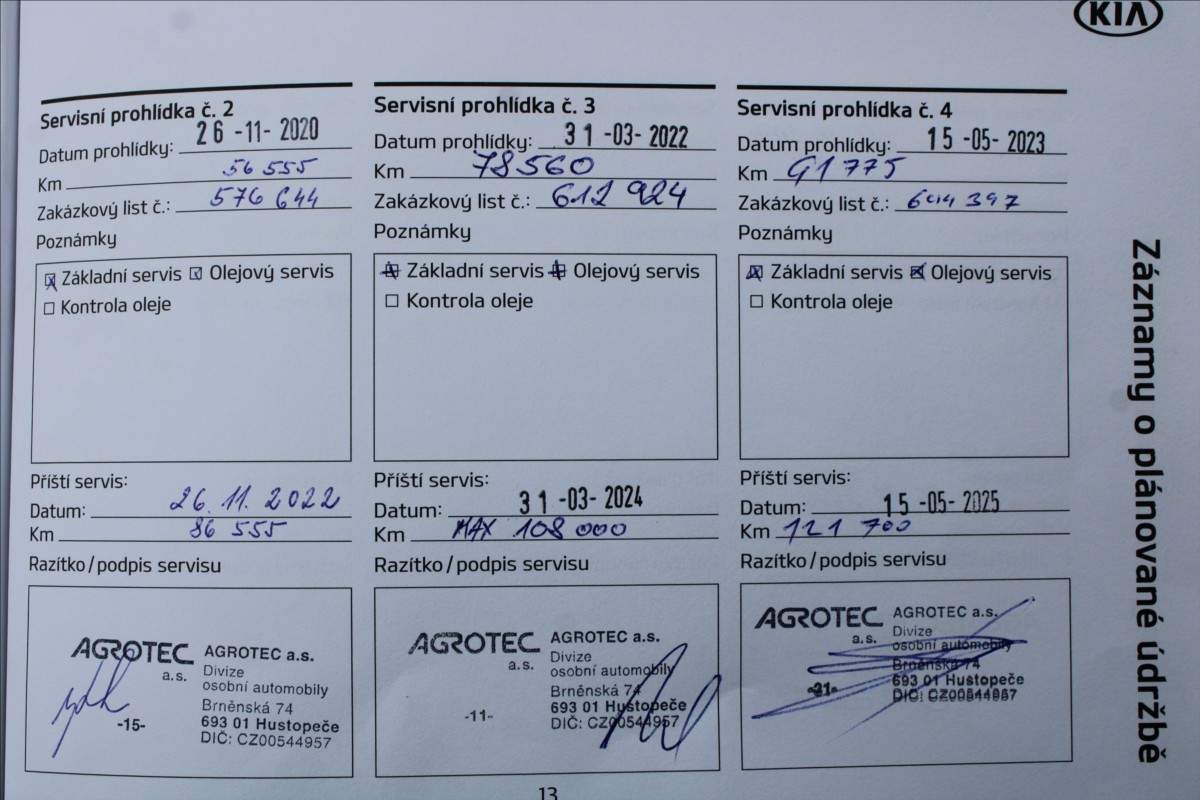 KIA
Servisní prohlídka č. 2
Datum prohlídky: 26 -11- 2020
Km 56 555
Zakázkový list č.: 576 644
Poznámky
Základní servis Olejový servis
Kontrola oleje
Příští servis:
Datum: 26. 11. 2022
Km 86 555
Razítko / podpis servisu
AGROTEC a.s.
AGROTEC a.s.
Divize
osobní automobily
Brněnská 74
693 01 Hustopeče
DIČ: CZ00544957
-15-
Servisní prohlídka č. 3
Datum prohlídky: 31 -03- 2022
Km 78560
Zakázkový list č.: 612 924
Poznámky
Základní servis Olejový servis
Kontrola oleje
Příští servis:
Datum: 31 -03- 2024
Km MAX 108 000
Razítko / podpis servisu
AGROTEC a.s.
AGROTEC a.s.
Divize
osobní automobily
Brněnská 74
693 01 Hustopeče
DIČ: CZ00544957
-11-
Servisní prohlídka č. 4
Datum prohlídky: 15 -05- 2023
Km 91 775
Zakázkový list č.: 644 397
Poznámky
Základní servis Olejový servis
Kontrola oleje
Příští servis:
Datum: 15 -05- 2025
Km 121 700
Razítko / podpis servisu
AGROTEC a.s.
AGROTEC a.s.
Divize
osobní automobily
Brněnská 74
693 01 Hustopeče
DIČ: CZ00544957
-21-
Záznamy o plánované údržbě
13